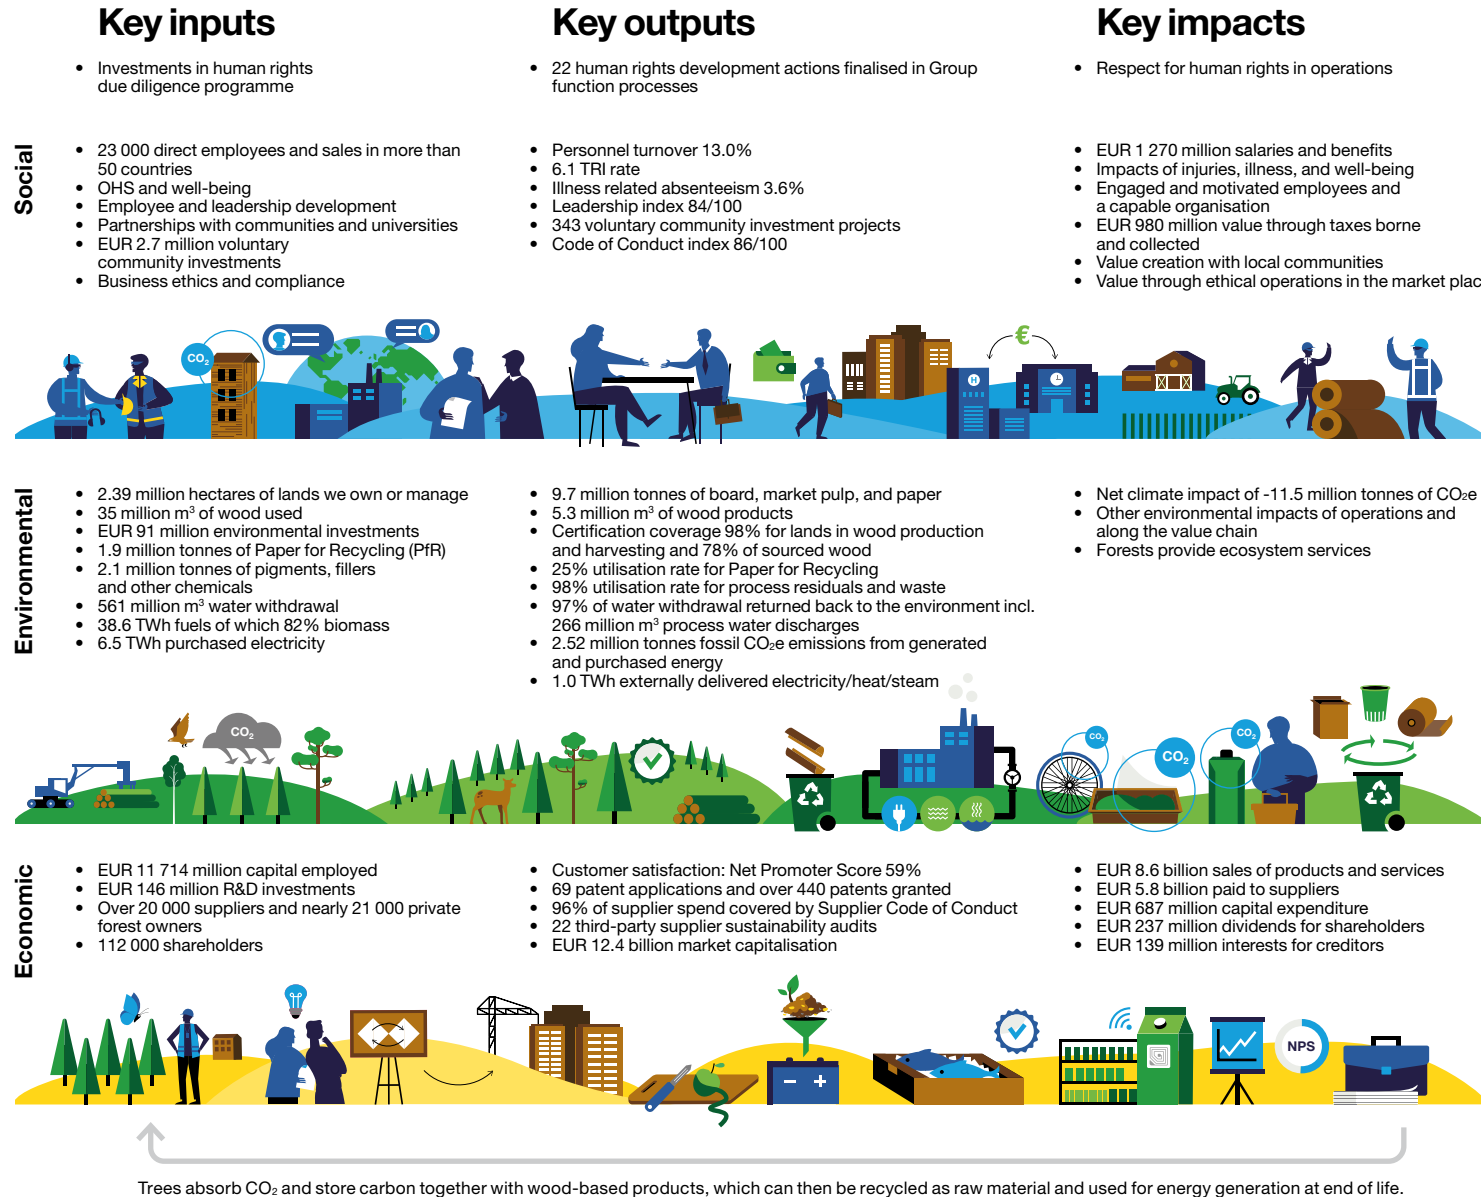 Key inputs
Key outputs
Key impacts
Social
• Investments in human rights
due diligence programme
• 22 human rights development actions finalised in Group
function processes
• Respect for human rights in operations
• 23 000 direct employees and sales in more than
50 countries
• OHS and well-being
• Employee and leadership development
• Partnerships with communities and universities
• EUR 2.7 million voluntary
community investments
• Business ethics and compliance
• Personnel turnover 13.0%
• 6.1 TRI rate
• Illness related absenteeism 3.6%
• Leadership index 84/100
• 343 voluntary community investment projects
• Code of Conduct index 86/100
• EUR 1 270 million salaries and benefits
• Impacts of injuries, illness, and well-being
• Engaged and motivated employees and
a capable organisation
• EUR 980 million value through taxes borne
and collected
• Value creation with local communities
• Value through ethical operations in the market plac
CO₂
€
H
Environmental
• 2.39 million hectares of lands we own or manage
• 35 million m³ of wood used
• EUR 91 million environmental investments
• 1.9 million tonnes of Paper for Recycling (PfR)
• 2.1 million tonnes of pigments, fillers
and other chemicals
• 561 million m³ water withdrawal
• 38.6 TWh fuels of which 82% biomass
• 6.5 TWh purchased electricity
• 9.7 million tonnes of board, market pulp, and paper
• 5.3 million m³ of wood products
• Certification coverage 98% for lands in wood production
and harvesting and 78% of sourced wood
• 25% utilisation rate for Paper for Recycling
• 98% utilisation rate for process residuals and waste
• 97% of water withdrawal returned back to the environment incl.
266 million m³ process water discharges
• 2.52 million tonnes fossil CO₂e emissions from generated
and purchased energy
• 1.0 TWh externally delivered electricity/heat/steam
• Net climate impact of -11.5 million tonnes of CO₂e
• Other environmental impacts of operations and
along the value chain
• Forests provide ecosystem services
CO₂
CO₂
CO₂
CO₂
Economic
• EUR 11 714 million capital employed
• EUR 146 million R&D investments
• Over 20 000 suppliers and nearly 21 000 private
forest owners
• 112 000 shareholders
• Customer satisfaction: Net Promoter Score 59%
• 69 patent applications and over 440 patents granted
• 96% of supplier spend covered by Supplier Code of Conduct
• 22 third-party supplier sustainability audits
• EUR 12.4 billion market capitalisation
• EUR 8.6 billion sales of products and services
• EUR 5.8 billion paid to suppliers
• EUR 687 million capital expenditure
• EUR 237 million dividends for shareholders
• EUR 139 million interests for creditors
− +
NPS
Trees absorb CO₂ and store carbon together with wood-based products, which can then be recycled as raw material and used for energy generation at end of life.